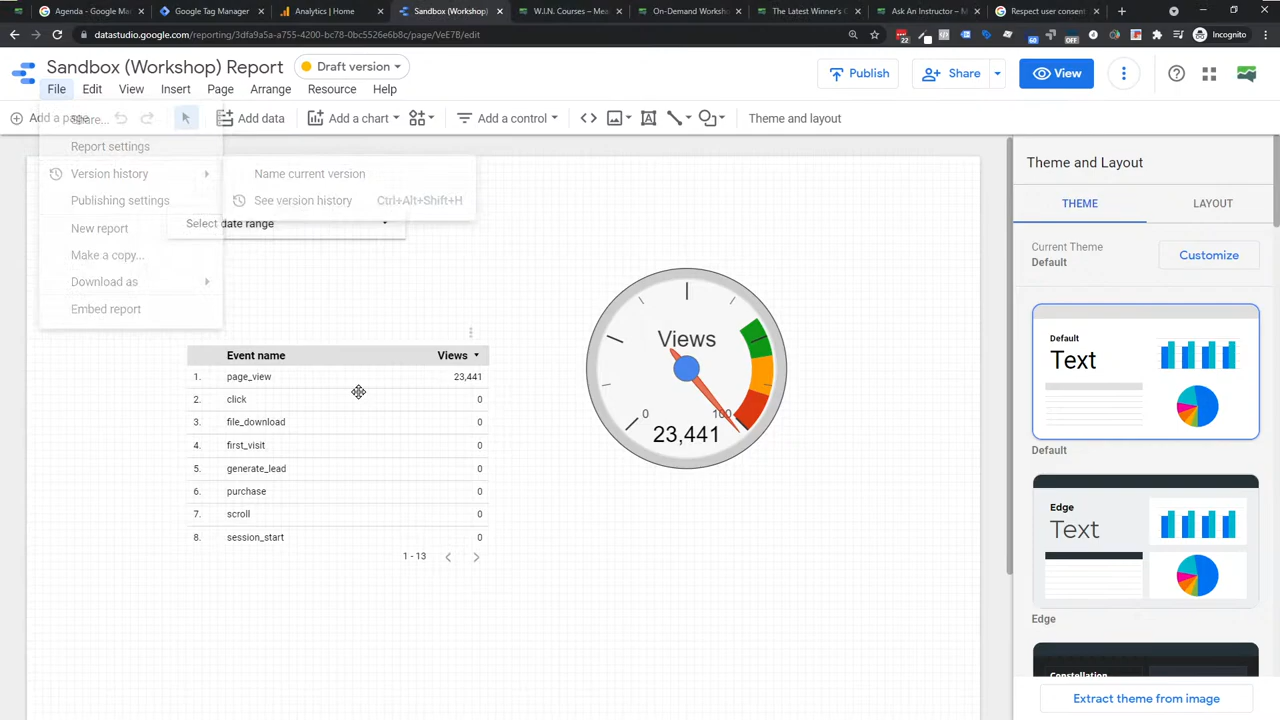 Agenda – Google Mar
Google Tag Manager
Analytics | Home
Sandbox (Workshop)
W.I.N. Courses – Mea
On-Demand Worksh
The Latest Winner's C
Ask An Instructor – M
Respect user consent
datastudio.google.com/reporting/3dfa9a5a-a755-4200-bc78-0bc5526e6b8c/page/VeE7B/edit
22
60
OFF
Incognito
Sandbox (Workshop) Report
Draft version
Publish
Share
View
File Edit View Insert Page Arrange Resource Help
Add a page
Add data
Add a chart
Add a control
Theme and layout
Share...
Report settings
Version history
Publishing settings
New report
Make a copy...
Download as
Embed report
Name current version
See version history Ctrl+Alt+Shift+H
Select date range
Event name Views
1. page_view 23,441
2. click 0
3. file_download 0
4. first_visit 0
5. generate_lead 0
6. purchase 0
7. scroll 0
8. session_start 0
1 - 13
Views
0
100
23,441
Theme and Layout
THEME LAYOUT
Current Theme
Default
Customize
Default
Text
Default
Edge
Text
Edge
Constellation
Extract theme from image